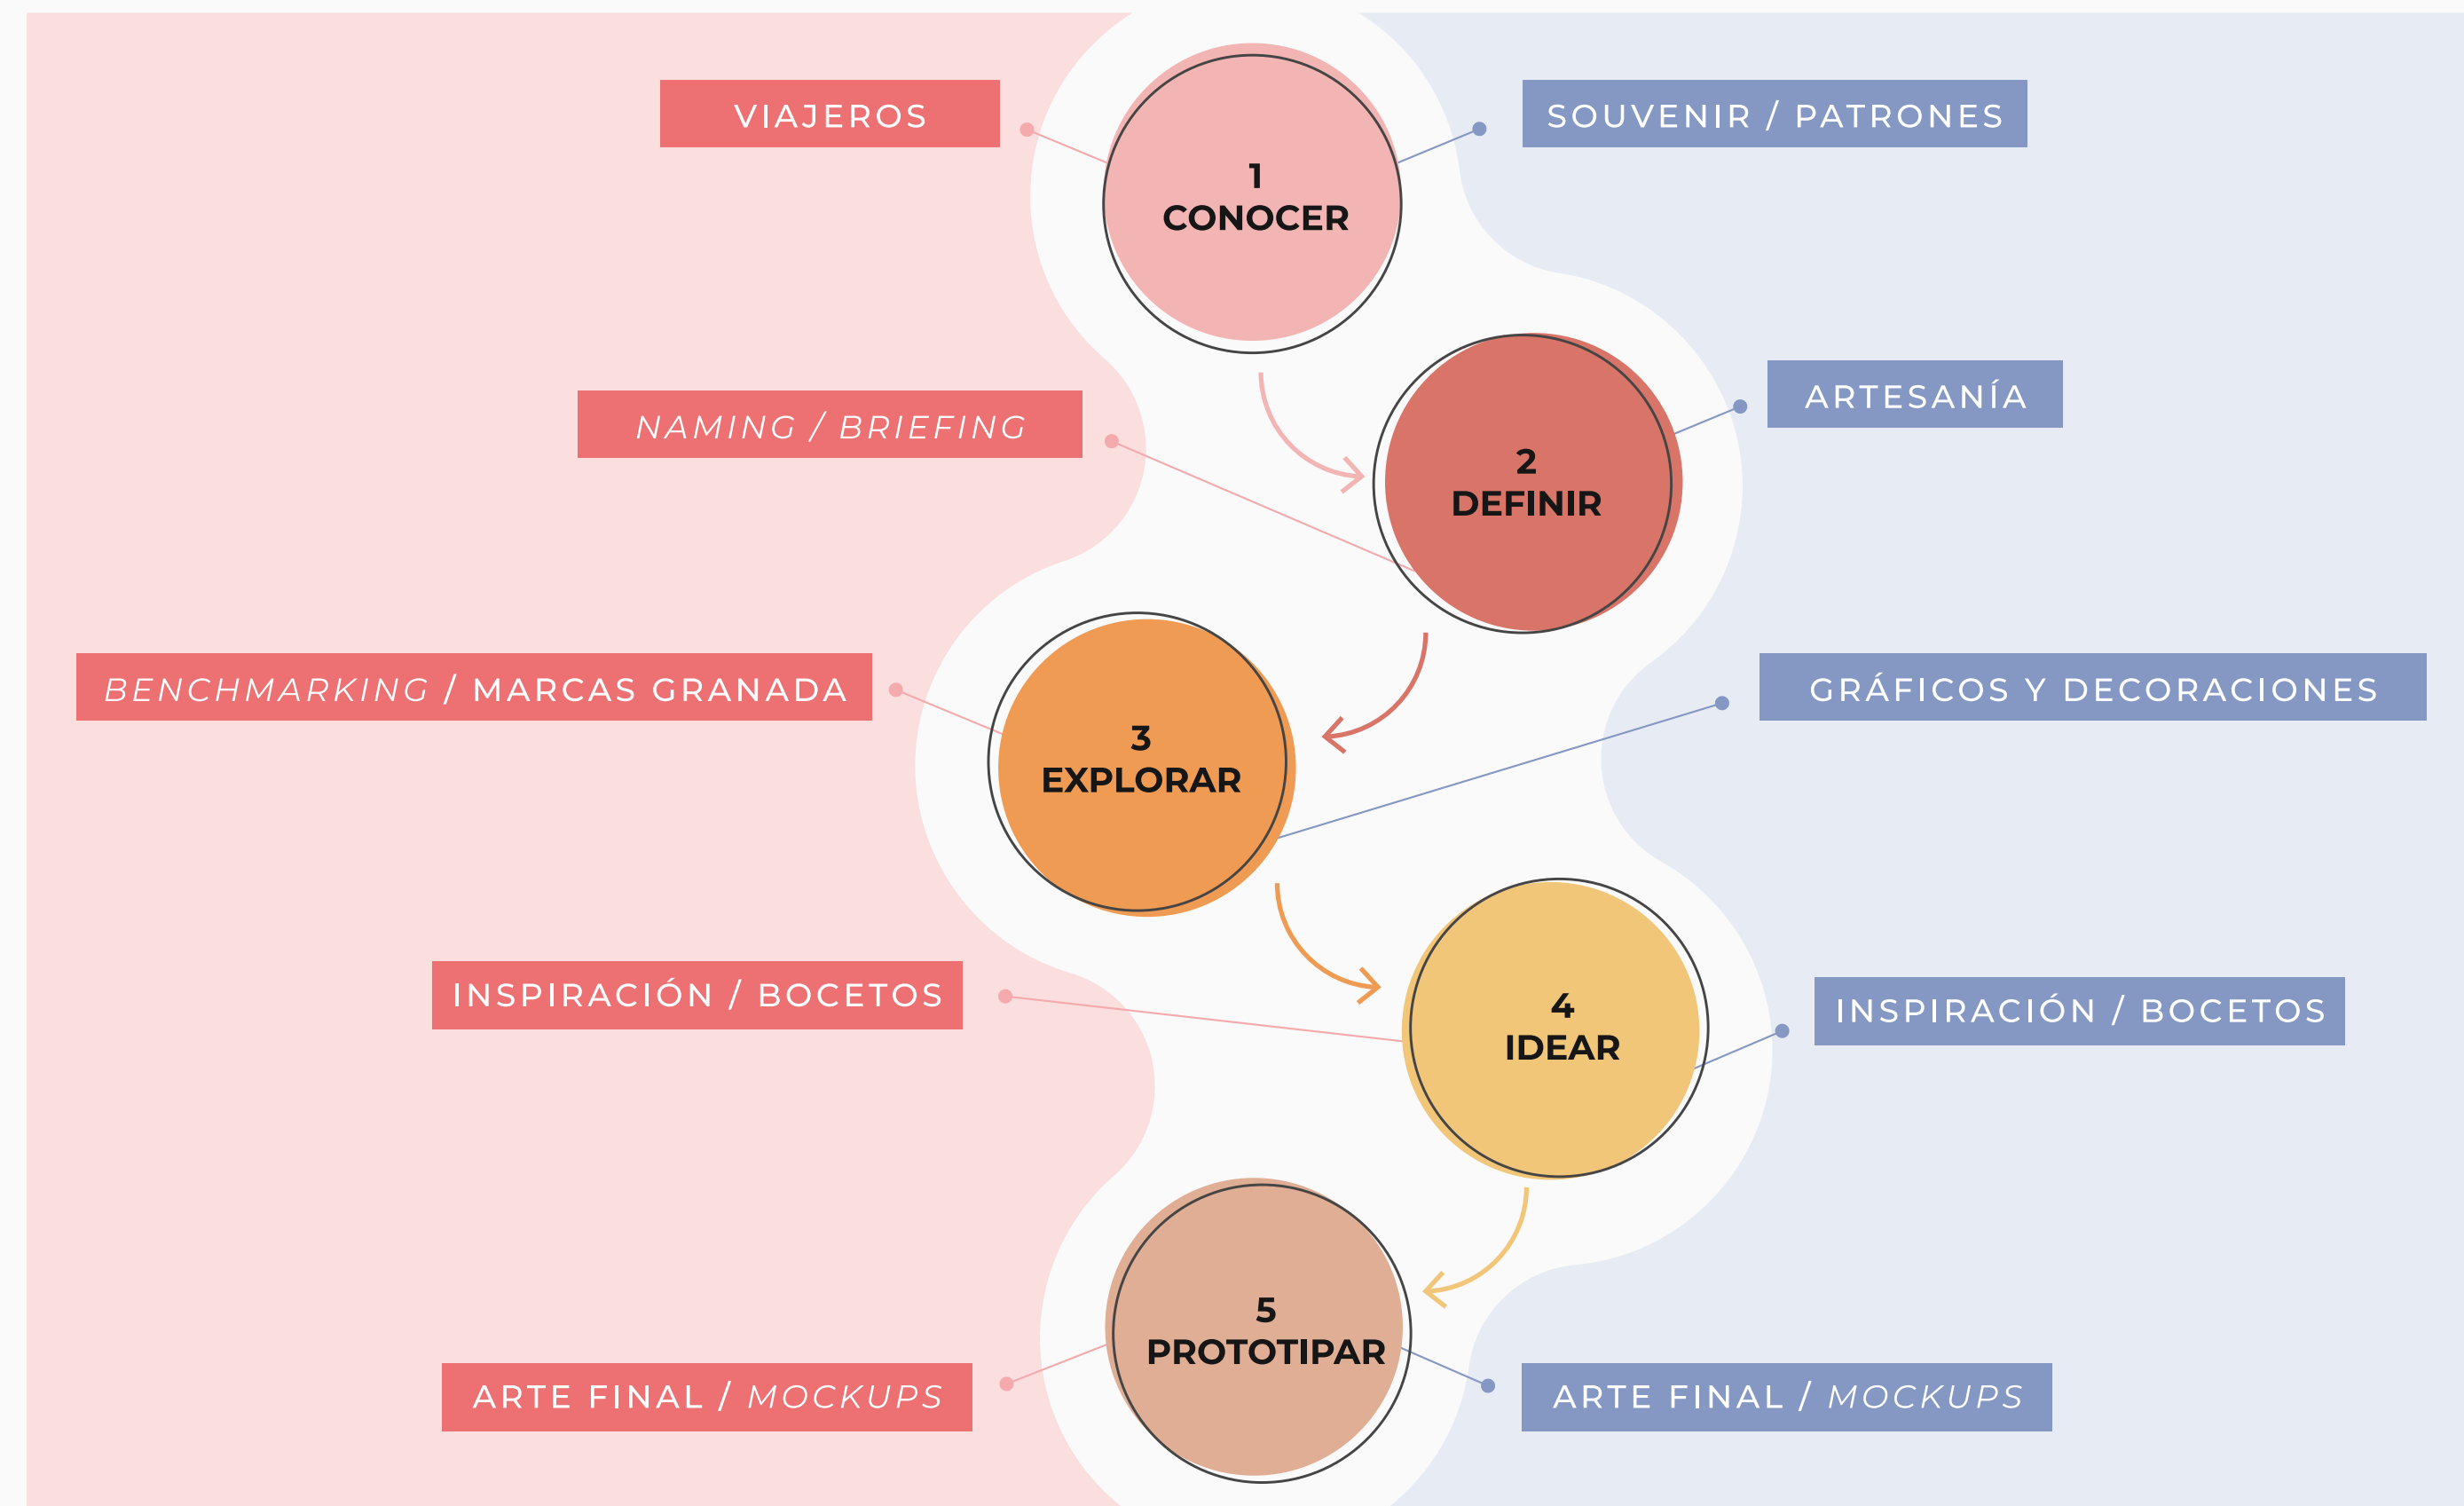 VIAJEROS
1
CONOCER
SOUVENIR / PATRONES
NAMING / BRIEFING
2
DEFINIR
ARTESANÍA
BENCHMARKING / MARCAS GRANADA
3
EXPLORAR
GRÁFICOS Y DECORACIONES
INSPIRACIÓN / BOCETOS
4
IDEAR
INSPIRACIÓN / BOCETOS
ARTE FINAL / MOCKUPS
5
PROTOTIPAR
ARTE FINAL / MOCKUPS